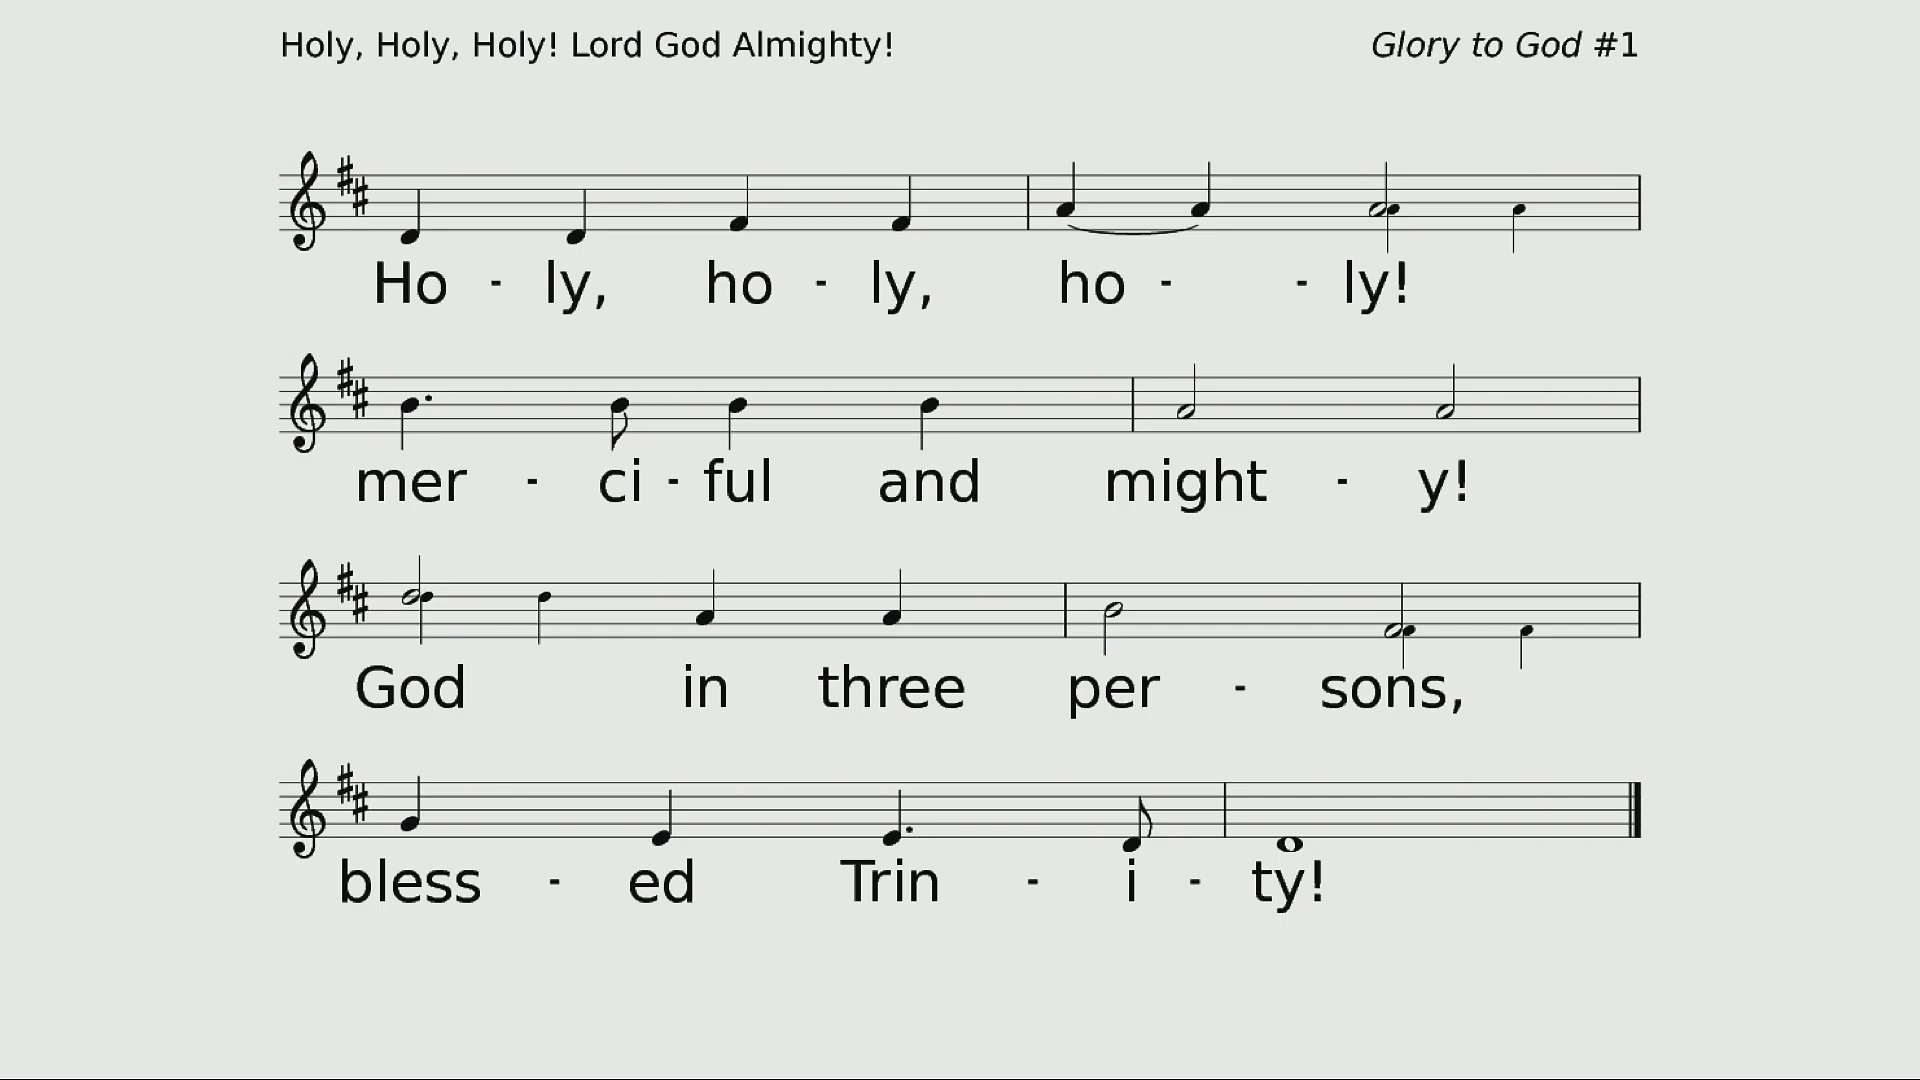 Holy, Holy, Holy! Lord God Almighty! Glory to God #1
Ho - ly, ho - ly, ho - - ly!
mer - ci - ful and might - y!
God in three per - sons,
bless - ed Trin - i - ty!